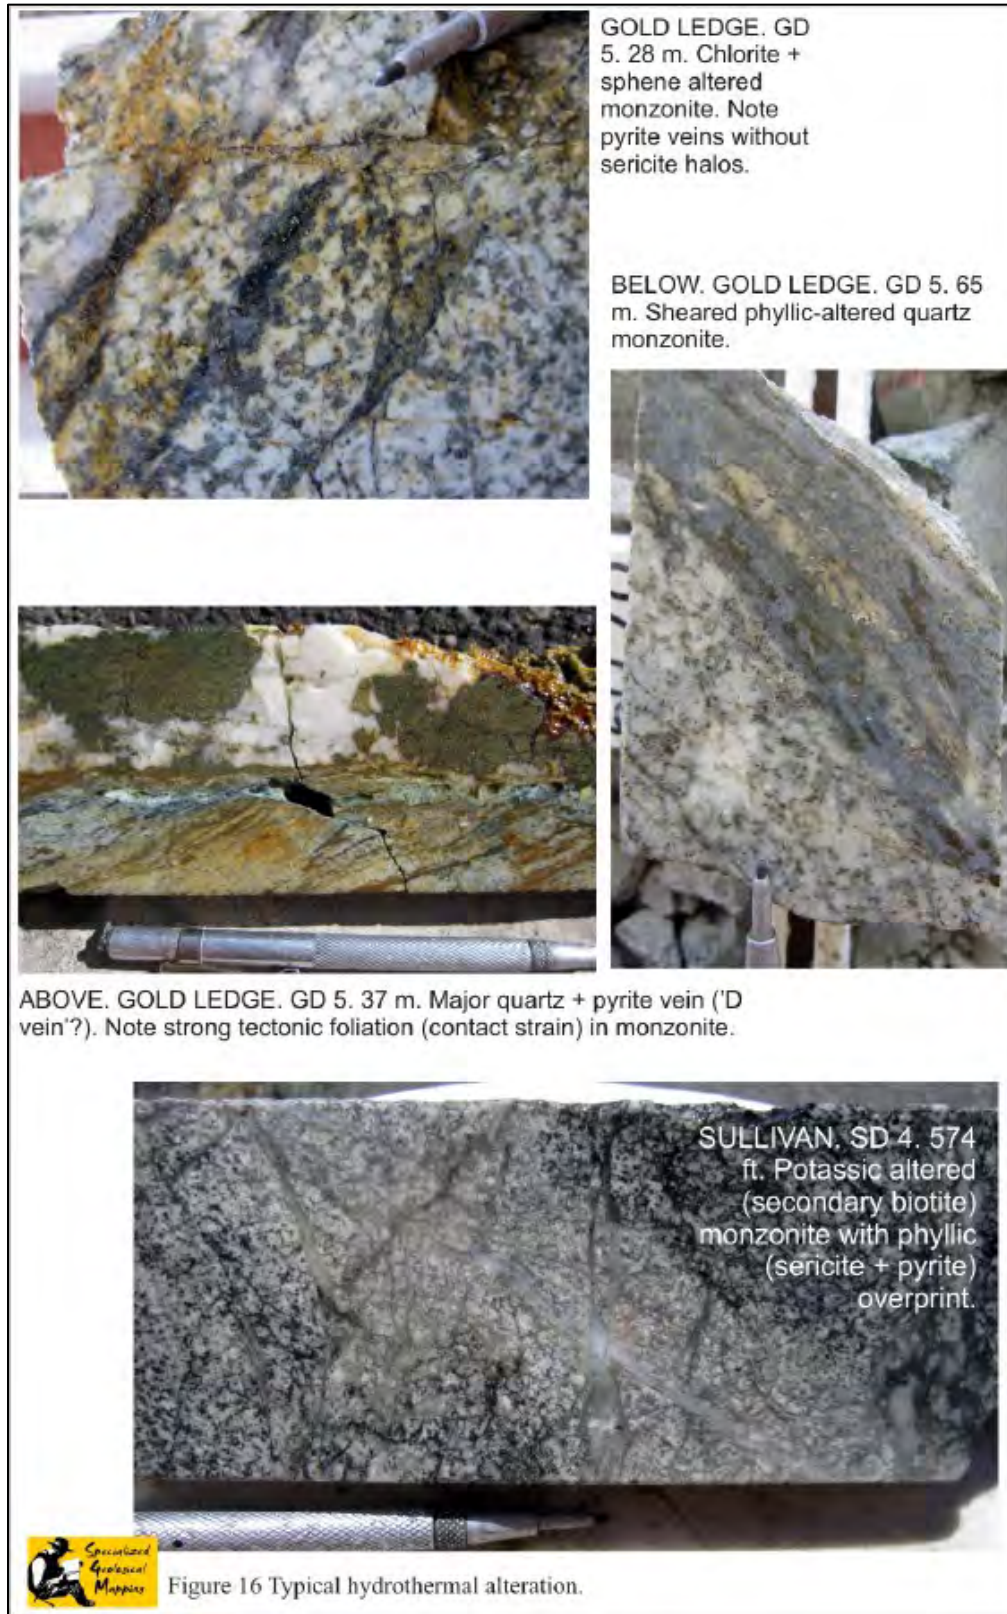 GOLD LEDGE. GD
5. 28 m. Chlorite +
sphene altered
monzonite. Note
pyrite veins without
sericite halos.
BELOW. GOLD LEDGE. GD 5. 65
m. Sheared phyllic-altered quartz
monzonite.
ABOVE. GOLD LEDGE. GD 5. 37 m. Major quartz + pyrite vein ('D
vein'?). Note strong tectonic foliation (contact strain) in monzonite.
SULLIVAN. SD 4. 574
ft. Potassic altered
(secondary biotite)
monzonite with phyllic
(sericite + pyrite)
overprint.
Specialized
Geological
Mapping
Figure 16 Typical hydrothermal alteration.